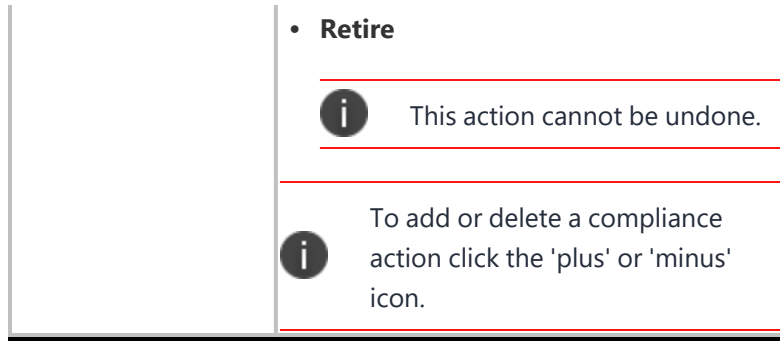 • Retire
This action cannot be undone.
To add or delete a compliance
action click the 'plus' or 'minus'
icon.